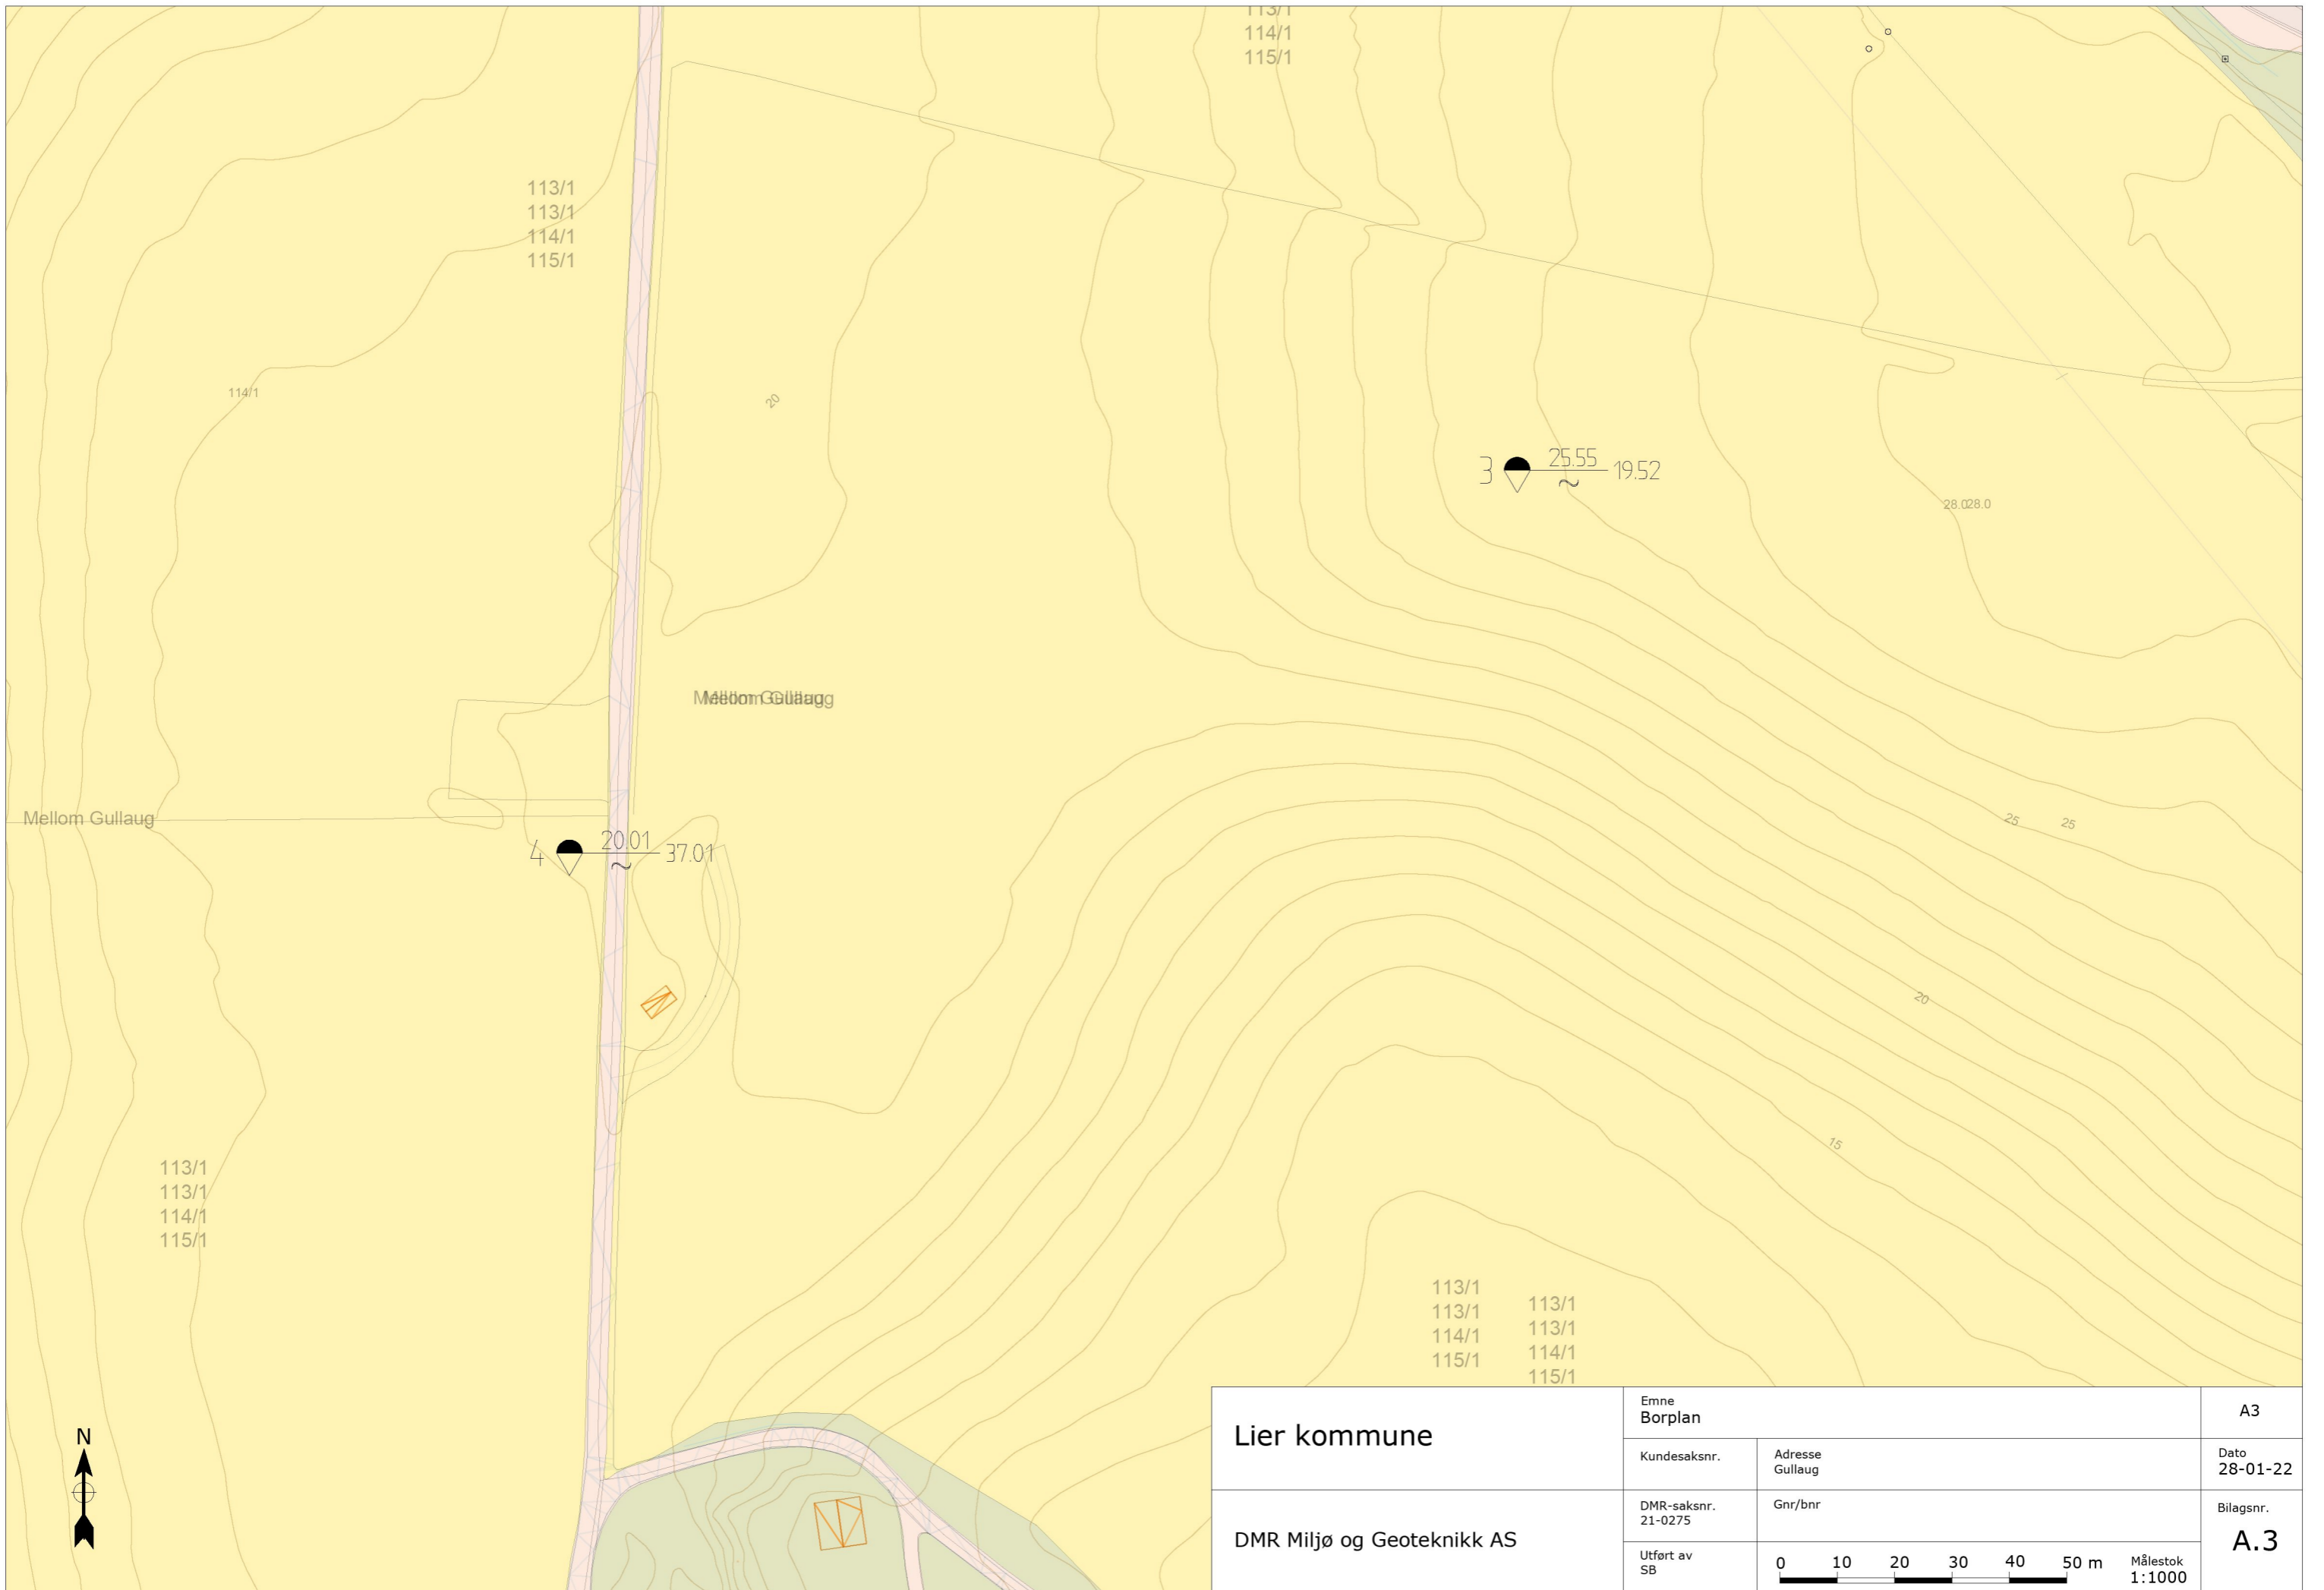 113/1
114/1
115/1
113/1
113/1
114/1
115/1
114/1
20
3 25.55 19.52
~
28.0 28.0
Mellom Gullaug
Mellom Gullaug
Mellom Gullaug
25 25
4 20.01 37.01
~
20
15
113/1
113/1
114/1
115/1
113/1
113/1
114/1
115/1
113/1
113/1
114/1
115/1
N
Lier kommune
DMR Miljø og Geoteknikk AS
Emne
Borplan
A3
Kundesaksnr.
Adresse
Gullaug
Dato
28-01-22
DMR-saksnr.
21-0275
Gnr/bnr
Bilagsnr.
A.3
Utført av
SB
0 10 20 30 40 50 m
Målestok
1:1000